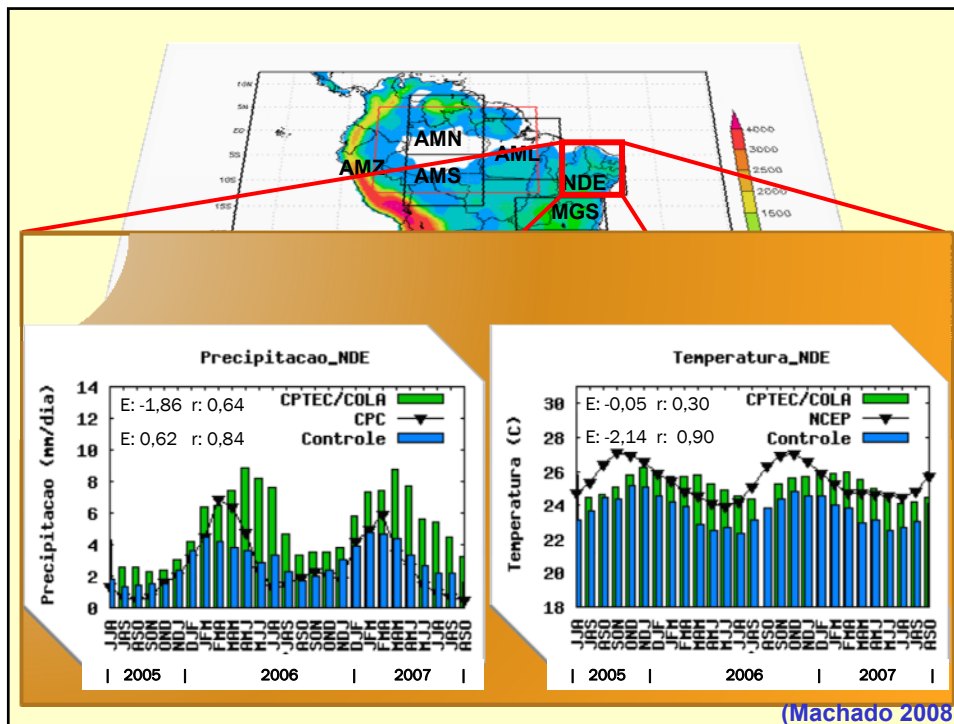 10N
5N
EQ
5S
10S
15S
AMN
AML
AMZ
AMS
NDE
MGS
4000
3000
2500
2000
1500
Precipitacao_NDE
Precipitacao (mm/dia)
14
12
10
8
6
4
2
0
E: -1,86 r: 0,64
E: 0,62 r: 0,84
CPTEC/COLA
CPC
Controle
JJA JAS ASO SON OND NDJ DJF JFM FMA MAM AMJ MJJ JJA JAS ASO SON OND NDJ DJF JFM FMA MAM AMJ MJJ JJA JAS ASO
| 2005 | 2006 | 2007 |
Temperatura_NDE
Temperatura (C)
30
28
26
24
22
20
18
E: -0,05 r: 0,30
E: -2,14 r: 0,90
CPTEC/COLA
NCEP
Controle
JJA JAS ASO SON OND NDJ DJF JFM FMA MAM AMJ MJJ JJA JAS ASO SON OND NDJ DJF JFM FMA MAM AMJ MJJ JJA JAS ASO
| 2005 | 2006 | 2007 |
(Machado 2008